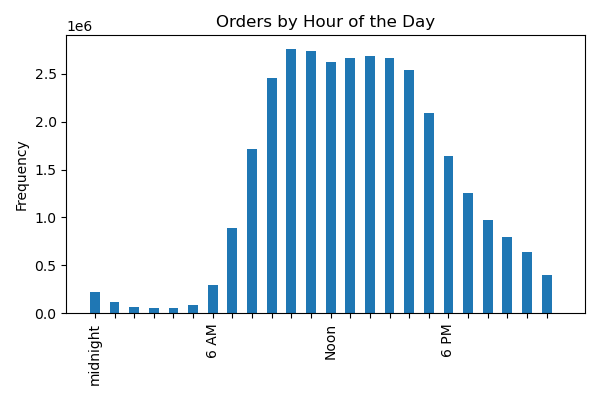 Orders by Hour of the Day
1e6
Frequency
2.5
2.0
1.5
1.0
0.5
0.0
midnight
6 AM
Noon
6 PM